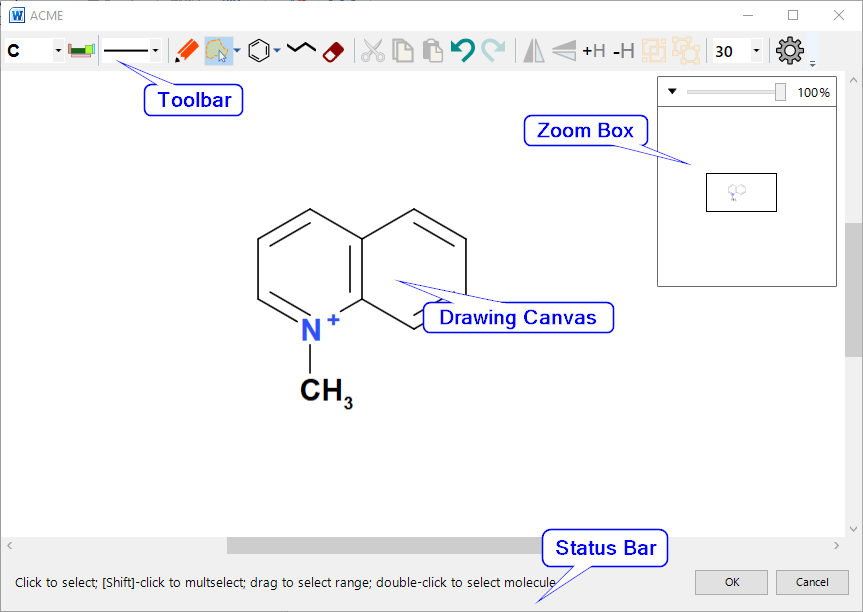 ACME
C
+H -H
30
Toolbar
100%
Zoom Box
Drawing Canvas
N+
CH3
Status Bar
Click to select; [Shift]-click to multselect; drag to select range; double-click to select molecule
OK
Cancel